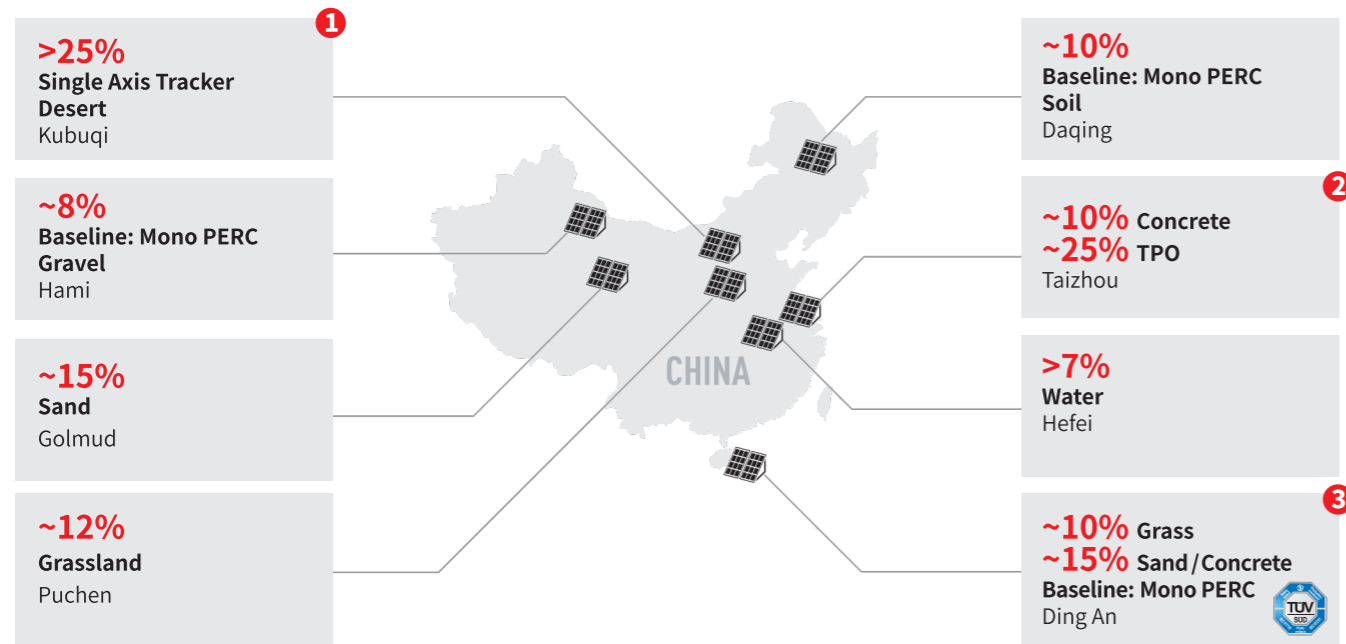 1
>25%
Single Axis Tracker
Desert
Kubuqi
~8%
Baseline: Mono PERC
Gravel
Hami
~15%
Sand
Golmud
~12%
Grassland
Puchen
CHINA
~10%
Baseline: Mono PERC
Soil
Daqing
2
~10% Concrete
~25% TPO
Taizhou
>7%
Water
Hefei
3
~10% Grass
~15% Sand/Concrete
Baseline: Mono PERC
Ding An
TÜV
SÜD